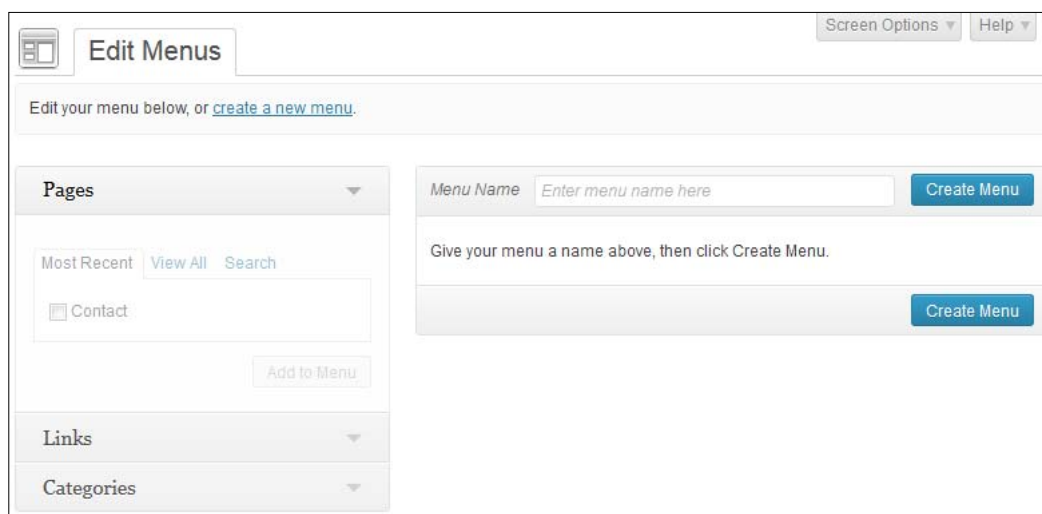 Screen Options Help
Edit Menus
Edit your menu below, or create a new menu.
Pages
Most Recent View All Search
Contact
Add to Menu
Links
Categories
Menu Name Enter menu name here Create Menu
Give your menu a name above, then click Create Menu.
Create Menu